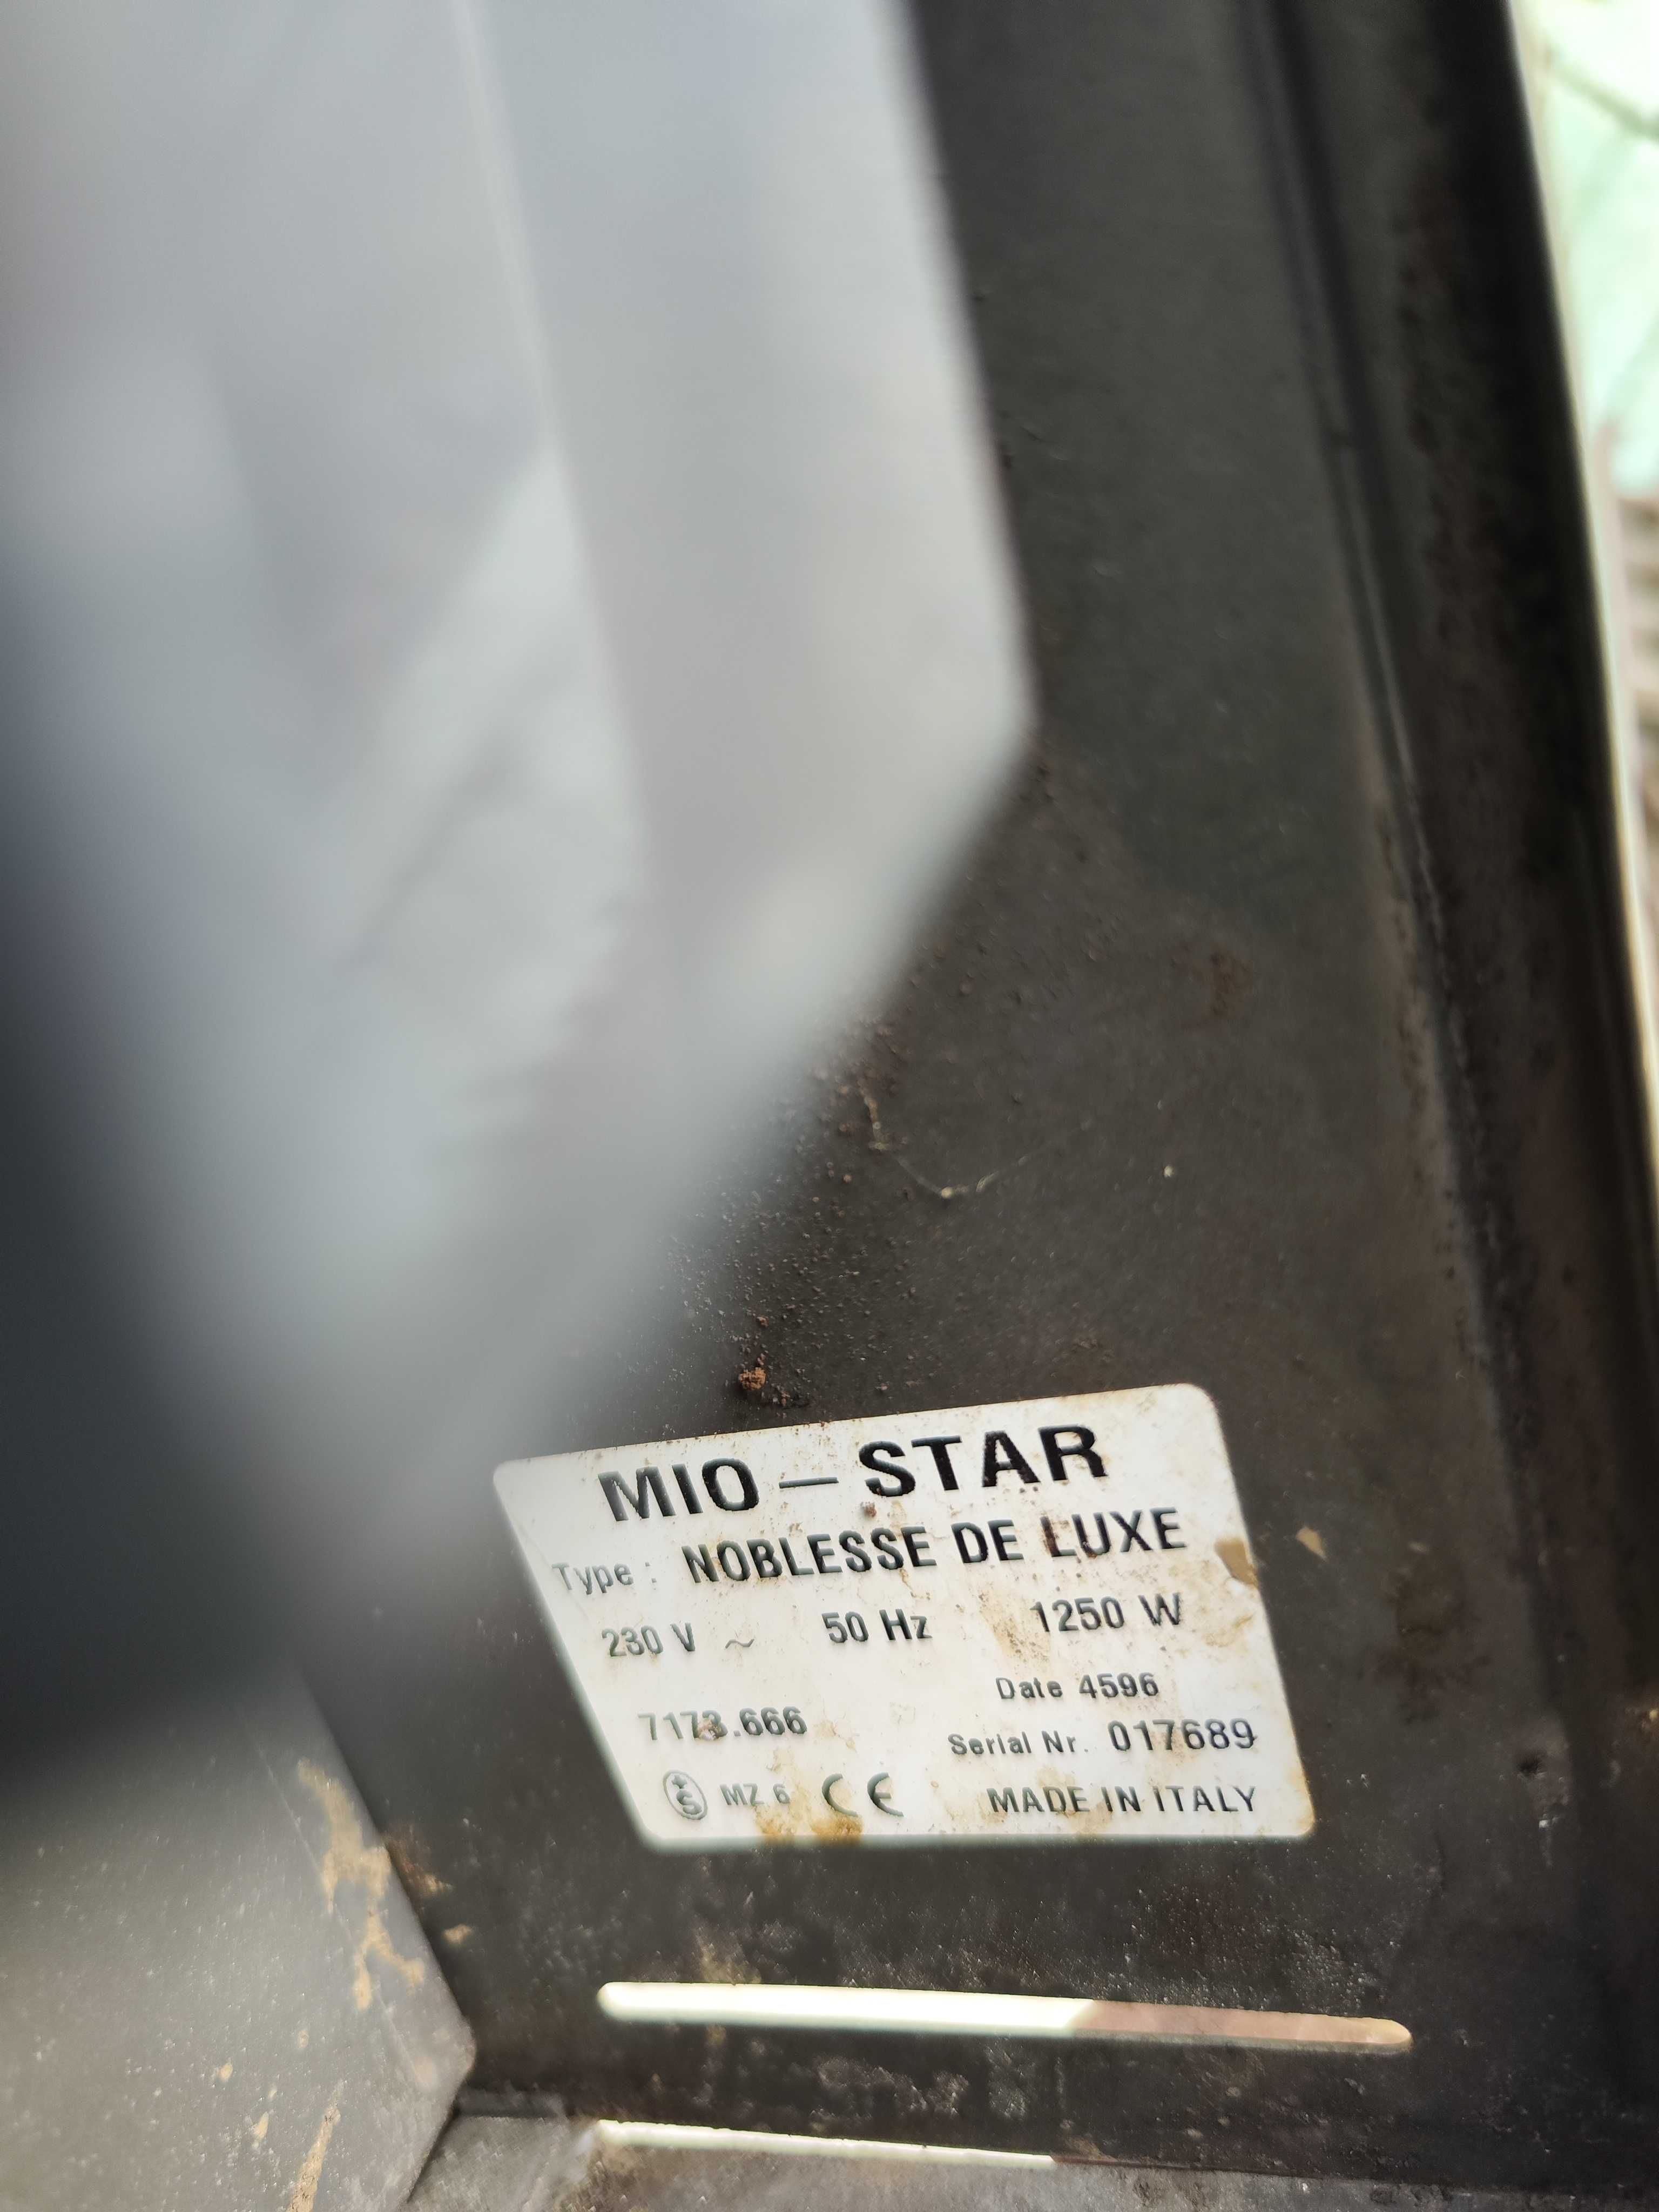 MIO – STAR
Type : NOBLESSE DE LUXE
230 V ~ 50 Hz 1250 W
Date 4596
7173.666
Serial Nr. 017689
+S MZ 6 CE MADE IN ITALY